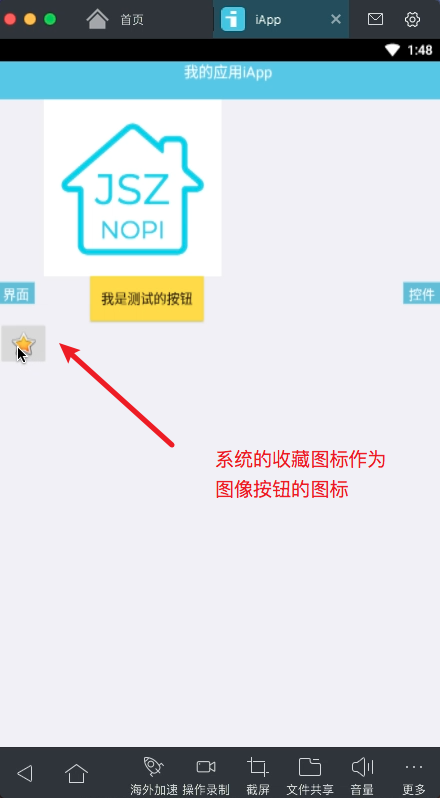 首页
iApp
1:48
我的应用iApp
JSZ
NOPI
界面
我是测试的按钮
控件
系统的收藏图标作为
图像按钮的图标
海外加速
操作录制
截屏
文件共享
音量
更多